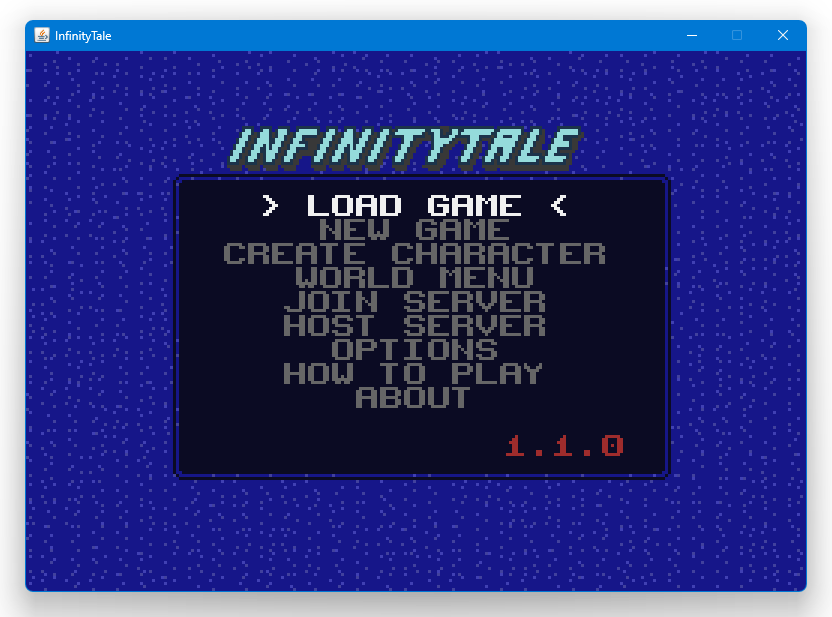 InfinityTale
INFINITYTALE
> LOAD GAME <
NEW GAME
CREATE CHARACTER
WORLD MENU
JOIN SERVER
HOST SERVER
OPTIONS
HOW TO PLAY
ABOUT
1.1.0